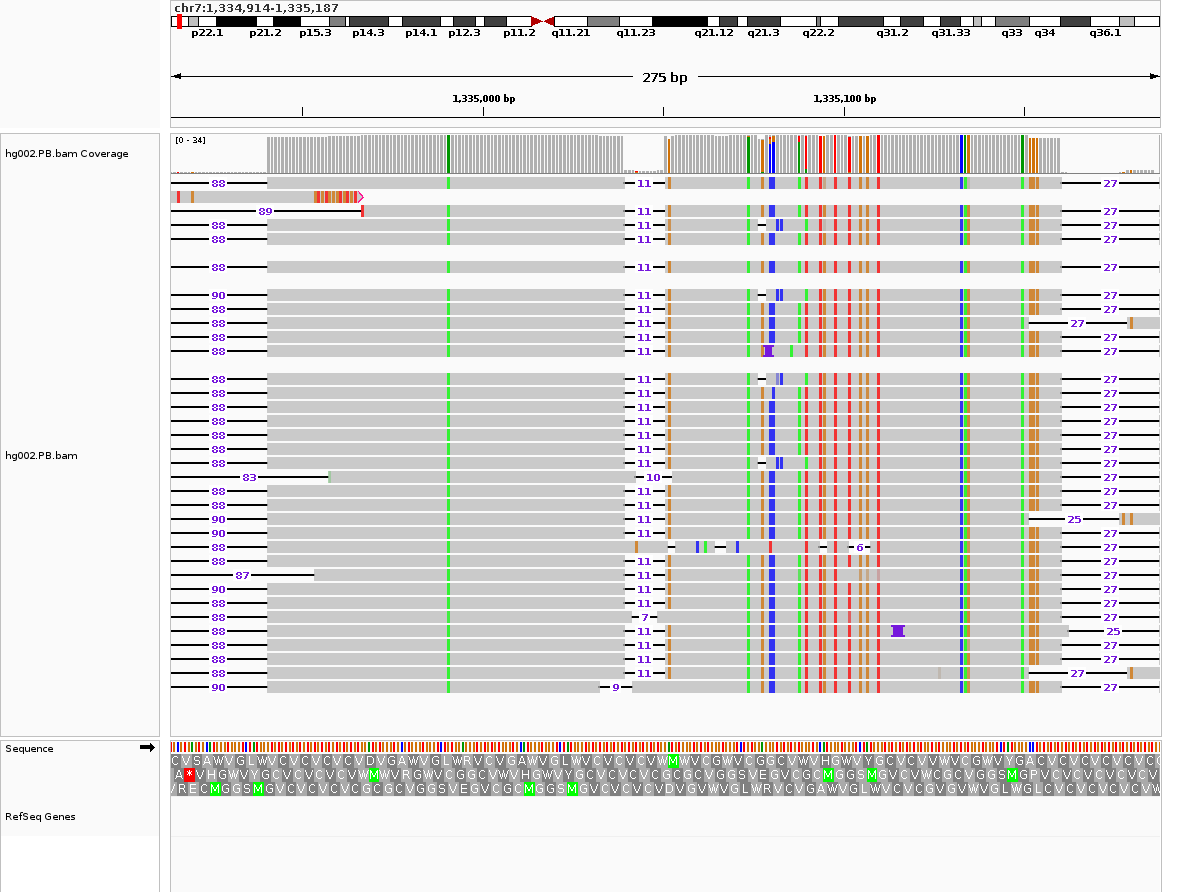 chr7:1,334,914-1,335,187
p22.1 p21.2 p15.3 p14.3 p14.1 p12.3 p11.2 q11.21 q11.23 q21.12 q21.3 q22.2 q31.2 q31.33 q33 q34 q36.1
275 bp
1,335,000 bp 1,335,100 bp
[0 - 34]
hg002.PB.bam Coverage
88 11 27
89 11 27
88 11 27
88 11 27
88 11 27
90 11 27
88 11 27
88 11 27
88 11 27
88 11 27
88 11 27
88 11 27
88 11 27
88 11 27
88 11 27
88 11 27
hg002.PB.bam
88 11 27
83 10 27
88 11 27
88 11 27
90 11 25
90 11 27
88 6 27
88 11 27
87 11 27
90 11 27
88 11 27
88 7 27
88 11 25
88 11 27
88 11 27
88 11 27
90 9 27
Sequence
RefSeq Genes